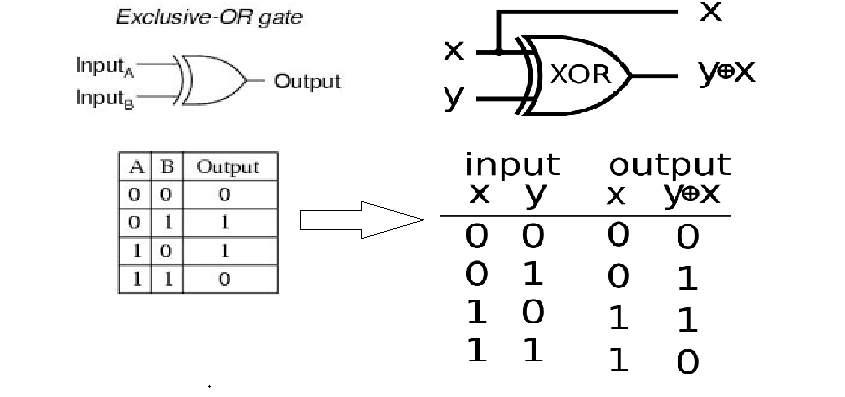 Exclusive-OR gate
InputA
InputB
Output
A B Output
0 0 0
0 1 1
1 0 1
1 1 0
x
x
y
XOR
y⊕x
input output
x y x y⊕x
0 0 0 0
0 1 0 1
1 0 1 1
1 1 1 0